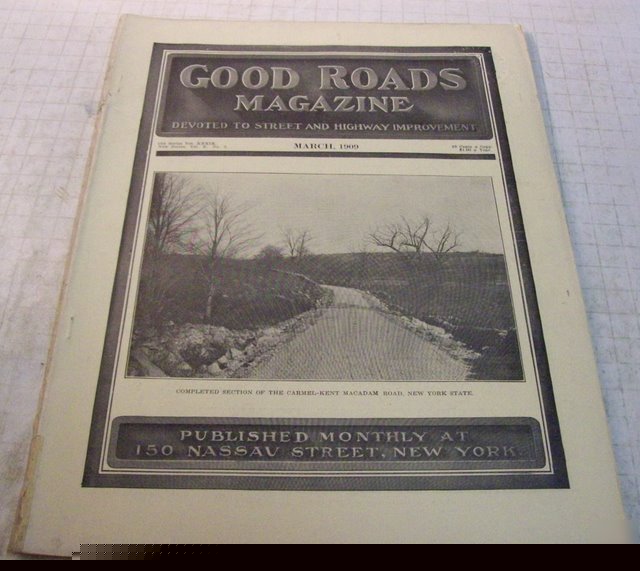 GOOD ROADS
MAGAZINE
DEVOTED TO STREET AND HIGHWAY IMPROVEMENT
MARCH, 1909
COMPLETED SECTION OF THE CARMEL-KENT MACADAM ROAD, NEW YORK STATE.
PUBLISHED MONTHLY AT
150 NASSAU STREET, NEW YORK